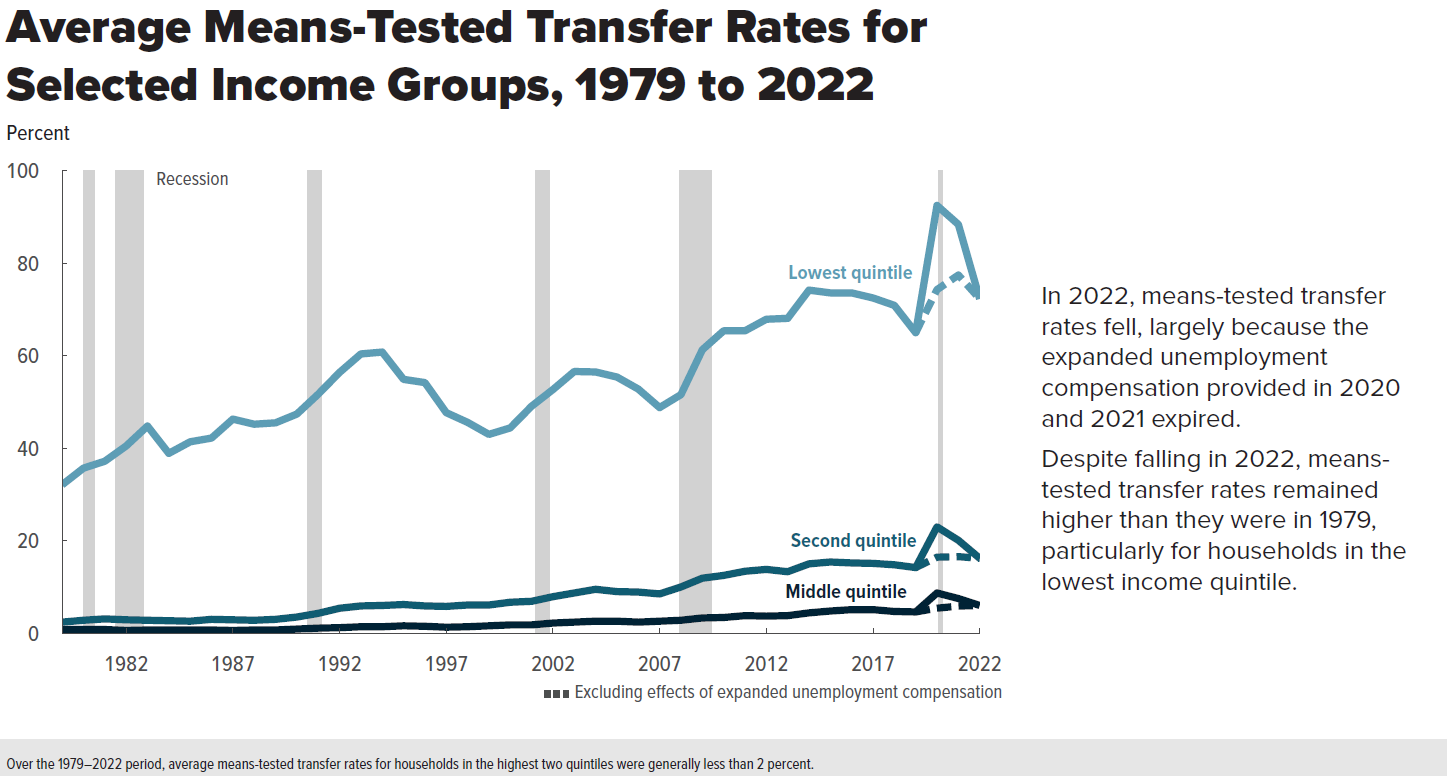 Average Means-Tested Transfer Rates for
Selected Income Groups, 1979 to 2022
Percent
100
80
60
40
20
0
Recession
Lowest quintile
Second quintile
Middle quintile
1982 1987 1992 1997 2002 2007 2012 2017 2022
Excluding effects of expanded unemployment compensation
In 2022, means-tested transfer
rates fell, largely because the
expanded unemployment
compensation provided in 2020
and 2021 expired.
Despite falling in 2022, means-
tested transfer rates remained
higher than they were in 1979,
particularly for households in the
lowest income quintile.
Over the 1979–2022 period, average means-tested transfer rates for households in the highest two quintiles were generally less than 2 percent.